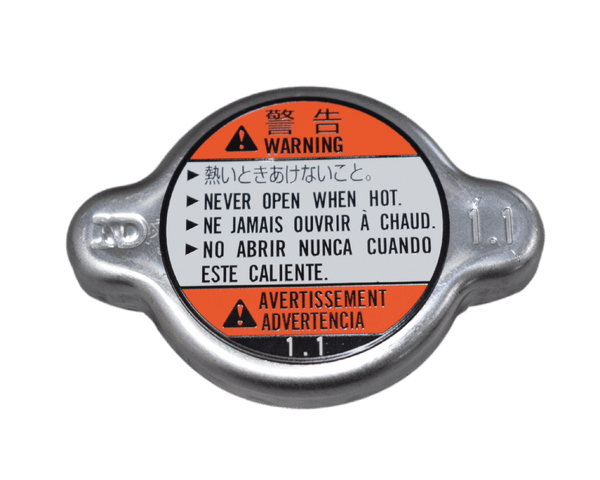 警告
WARNING
熱いときあけないこと。
NEVER OPEN WHEN HOT.
NE JAMAIS OUVRIR À CHAUD.
NO ABRIR NUNCA CUANDO
ESTE CALIENTE.
AVERTISSEMENT
ADVERTENCIA
1.1
1.1